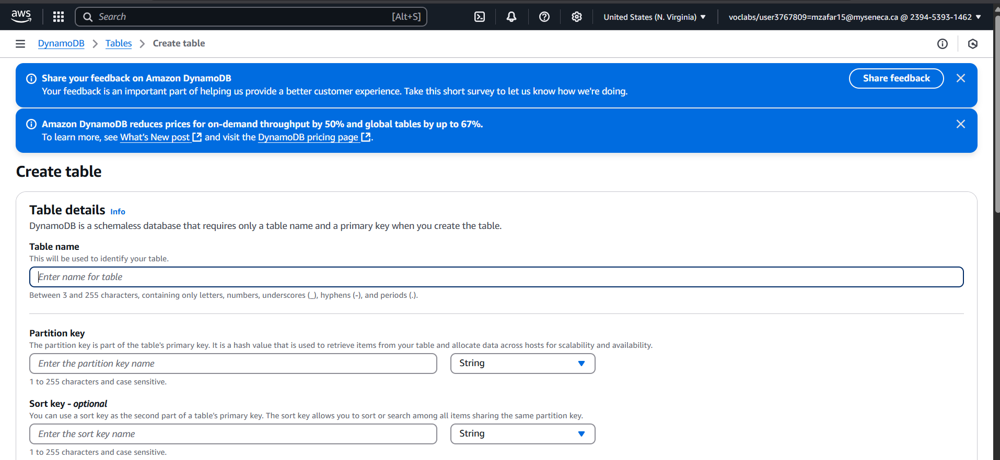 aws
Search [Alt+S]
United States (N. Virginia)
voclabs/user3767809=mzafar15@myseneca.ca @ 2394-5393-1462
DynamoDB > Tables > Create table
Share your feedback on Amazon DynamoDB
Your feedback is an important part of helping us provide a better customer experience. Take this short survey to let us know how we're doing.
Share feedback
Amazon DynamoDB reduces prices for on-demand throughput by 50% and global tables by up to 67%.
To learn more, see What's New post and visit the DynamoDB pricing page.
Create table
Table details Info
DynamoDB is a schemaless database that requires only a table name and a primary key when you create the table.
Table name
This will be used to identify your table.
Enter name for table
Between 3 and 255 characters, containing only letters, numbers, underscores (_), hyphens (-), and periods (.).
Partition key
The partition key is part of the table's primary key. It is a hash value that is used to retrieve items from your table and allocate data across hosts for scalability and availability.
Enter the partition key name
String
1 to 255 characters and case sensitive.
Sort key - optional
You can use a sort key as the second part of a table's primary key. The sort key allows you to sort or search among all items sharing the same partition key.
Enter the sort key name
String
1 to 255 characters and case sensitive.